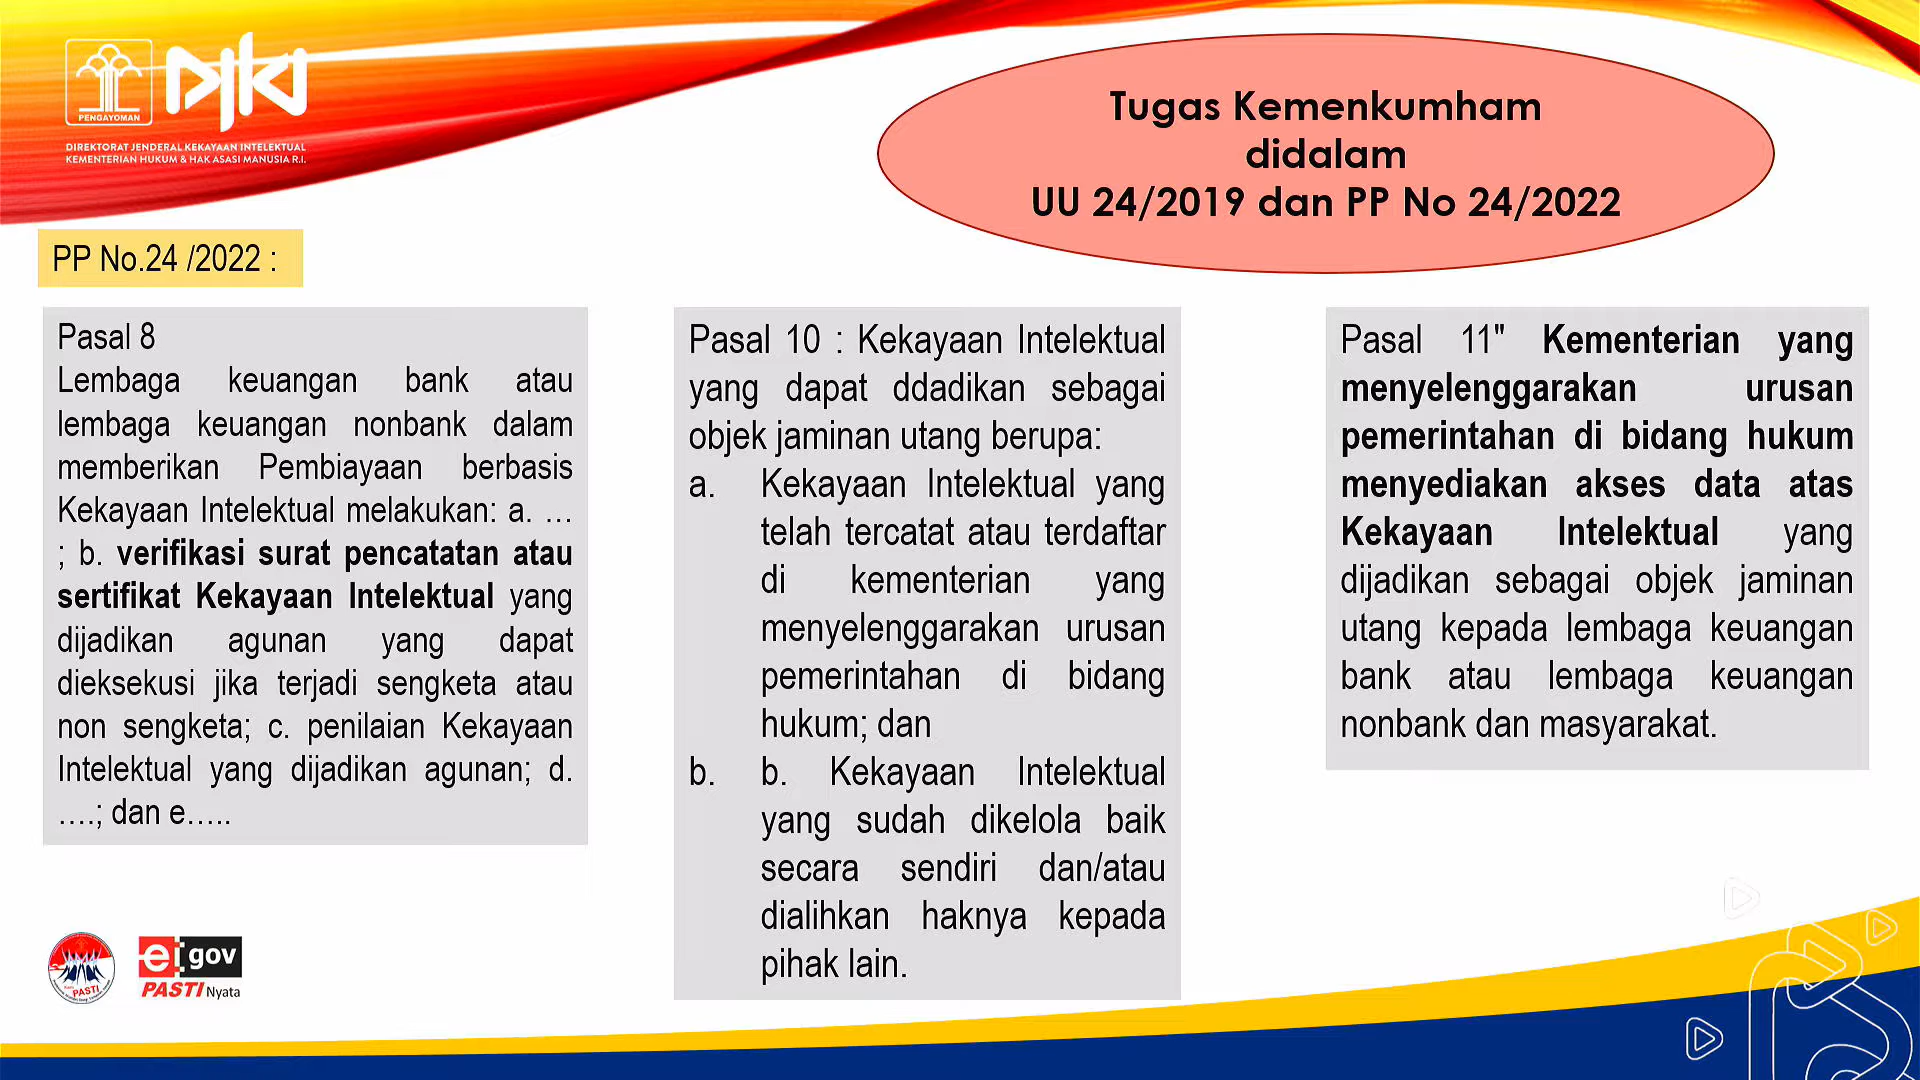 PENGAYOMAN
DJKI
DIREKTORAT JENDERAL KEKAYAAN INTELEKTUAL
KEMENTERIAN HUKUM & HAK ASASI MANUSIA R.I.
Tugas Kemenkumham
didalam
UU 24/2019 dan PP No 24/2022
PP No.24 /2022 :
Pasal 8
Lembaga keuangan bank atau
lembaga keuangan nonbank dalam
memberikan Pembiayaan berbasis
Kekayaan Intelektual melakukan: a. …
; b. verifikasi surat pencatatan atau
sertifikat Kekayaan Intelektual yang
dijadikan agunan yang dapat
dieksekusi jika terjadi sengketa atau
non sengketa; c. penilaian Kekayaan
Intelektual yang dijadikan agunan; d.
….; dan e…..
Pasal 10 : Kekayaan Intelektual
yang dapat ddadikan sebagai
objek jaminan utang berupa:
a. Kekayaan Intelektual yang
telah tercatat atau terdaftar
di kementerian yang
menyelenggarakan urusan
pemerintahan di bidang
hukum; dan
b. b. Kekayaan Intelektual
yang sudah dikelola baik
secara sendiri dan/atau
dialihkan haknya kepada
pihak lain.
Pasal 11" Kementerian yang
menyelenggarakan urusan
pemerintahan di bidang hukum
menyediakan akses data atas
Kekayaan Intelektual yang
dijadikan sebagai objek jaminan
utang kepada lembaga keuangan
bank atau lembaga keuangan
nonbank dan masyarakat.
PASTI
e:gov
PASTI Nyata